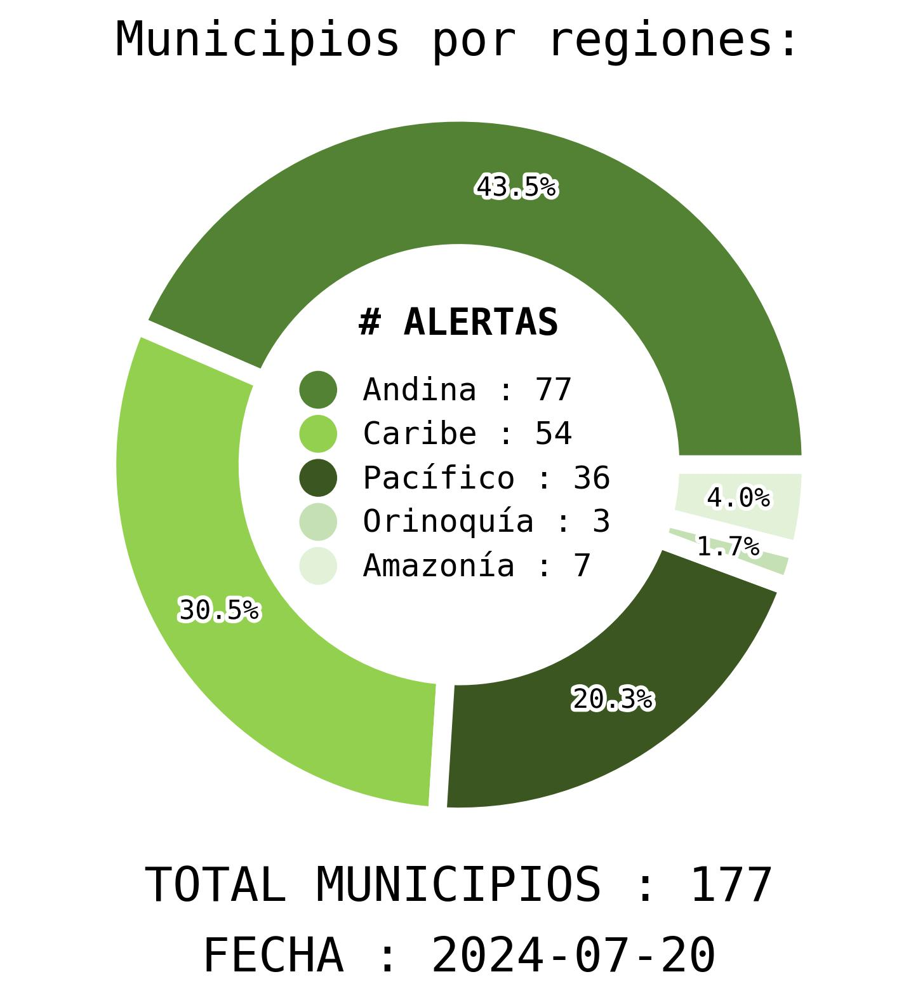 Municipios por regiones:
43.5%
# ALERTAS
Andina : 77
Caribe : 54
Pacífico : 36
Orinoquía : 3
Amazonía : 7
4.0%
1.7%
30.5%
20.3%
TOTAL MUNICIPIOS : 177
FECHA : 2024-07-20